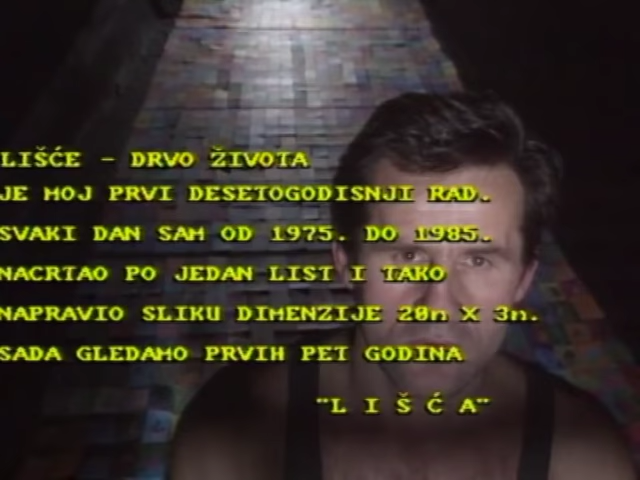 LIŠĆE - DRVO ŽIVOTA
JE MOJ PRVI DESETOGODISNJI RAD.
SVAKI DAN SAM OD 1975. DO 1985.
NACRTAO PO JEDAN LIST I TAKO
NAPRAVIO SLIKU DIMENZIJE 20m X 3m.
SADA GLEDAMO PRVIH PET GODINA
"L I Š Ć A"